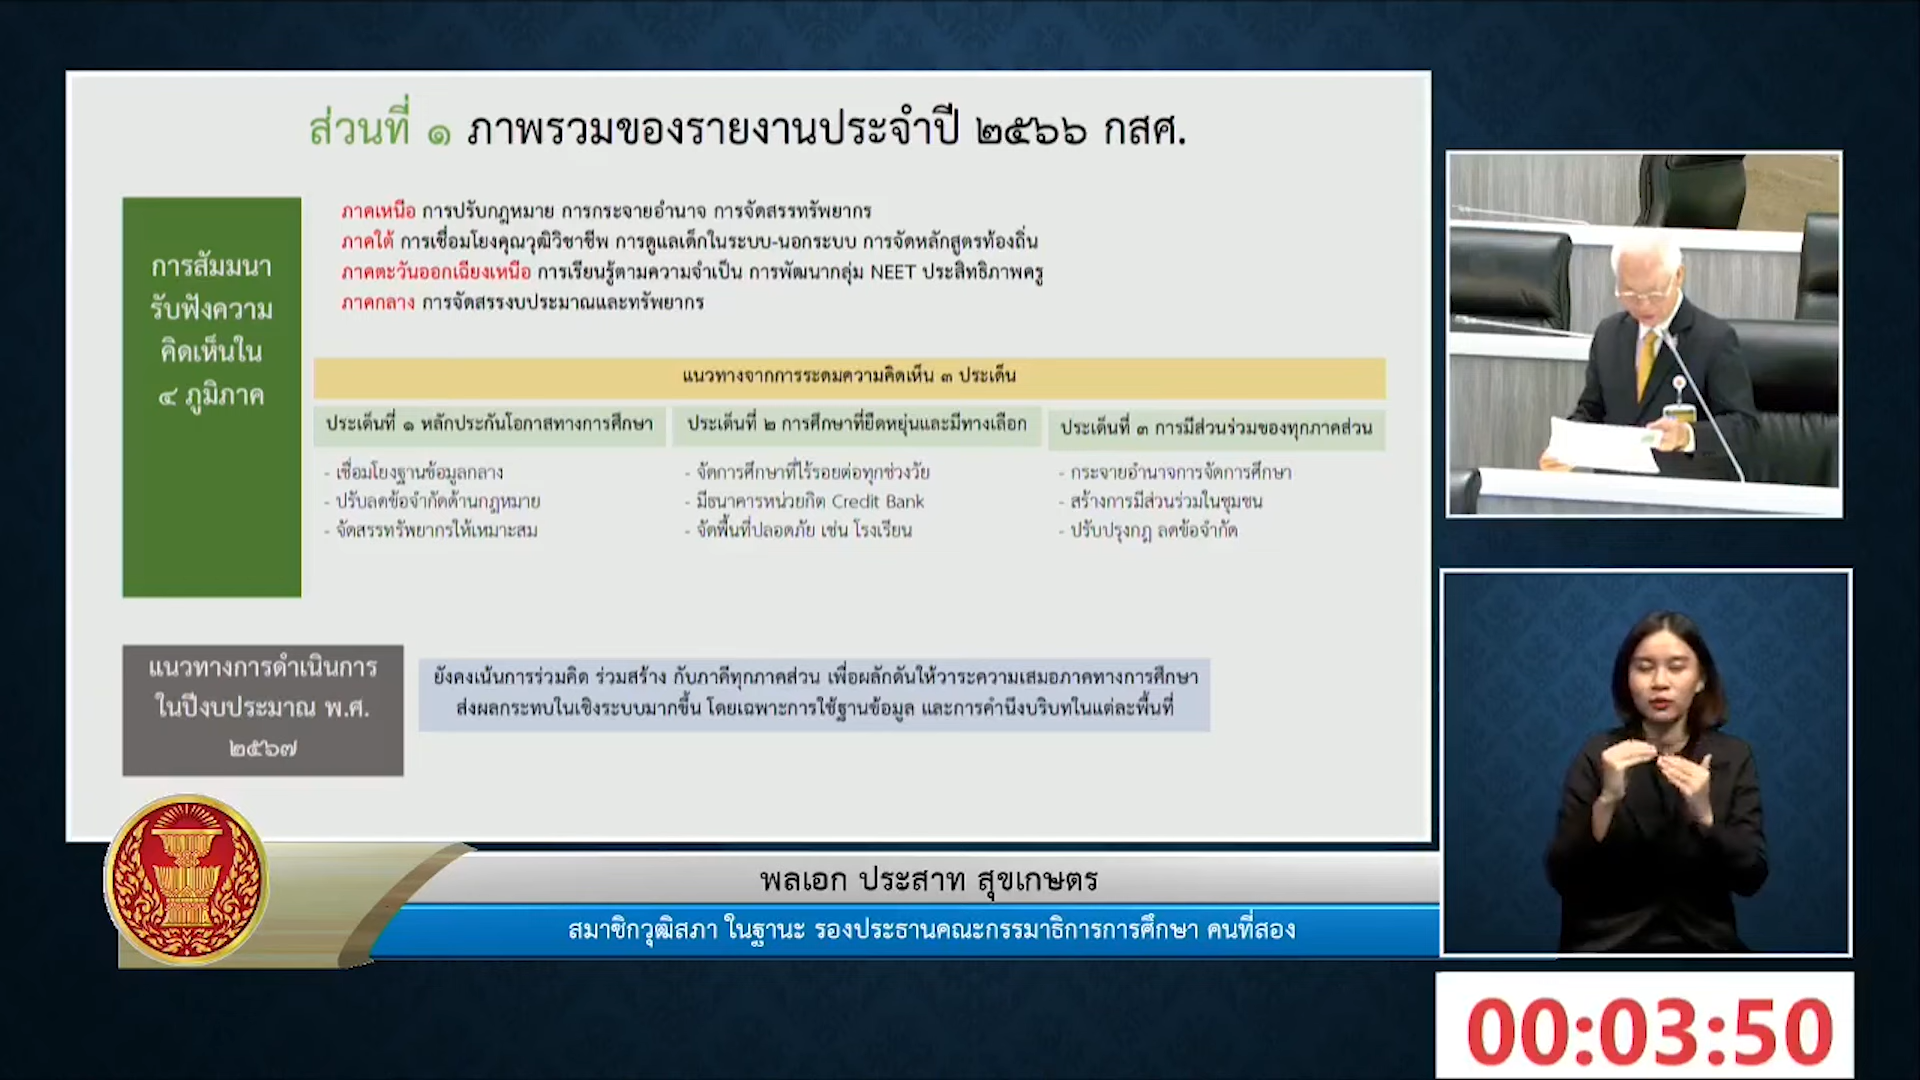 ส่วนที่ ๑ ภาพรวมของรายงานประจำปี ๒๕๖๖ กสศ.
การสัมมนา
รับฟังความ
คิดเห็นใน
๔ ภูมิภาค
ภาคเหนือ การปรับกฎหมาย การกระจายอำนาจ การจัดสรรทรัพยากร
ภาคใต้ การเชื่อมโยงคุณวุฒิวิชาชีพ การดูแลเด็กในระบบ-นอกระบบ การจัดหลักสูตรท้องถิ่น
ภาคตะวันออกเฉียงเหนือ การเรียนรู้ตามความจำเป็น การพัฒนากลุ่ม NEET ประสิทธิภาพครู
ภาคกลาง การจัดสรรงบประมาณและทรัพยากร
แนวทางจากการระดมความคิดเห็น ๓ ประเด็น
ประเด็นที่ ๑ หลักประกันโอกาสทางการศึกษา
- เชื่อมโยงฐานข้อมูลกลาง
- ปรับลดข้อจำกัดด้านกฎหมาย
- จัดสรรทรัพยากรให้เหมาะสม
ประเด็นที่ ๒ การศึกษาที่ยืดหยุ่นและมีทางเลือก
- จัดการศึกษาที่ไร้รอยต่อทุกช่วงวัย
- มีธนาคารหน่วยกิต Credit Bank
- จัดพื้นที่ปลอดภัย เช่น โรงเรียน
ประเด็นที่ ๓ การมีส่วนร่วมของทุกภาคส่วน
- กระจายอำนาจการจัดการศึกษา
- สร้างการมีส่วนร่วมในชุมชน
- ปรับปรุงกฎ ลดข้อจำกัด
แนวทางการดำเนินการ
ในปีงบประมาณ พ.ศ.
๒๕๖๗
ยังคงเน้นการร่วมคิด ร่วมสร้าง กับภาคีทุกภาคส่วน เพื่อผลักดันให้วาระความเสมอภาคทางการศึกษา
ส่งผลกระทบในเชิงระบบมากขึ้น โดยเฉพาะการใช้ฐานข้อมูล และการคำนึงบริบทในแต่ละพื้นที่
พลเอก ประสาท สุขเกษตร
สมาชิกวุฒิสภา ในฐานะ รองประธานคณะกรรมาธิการการศึกษา คนที่สอง
00:03:50